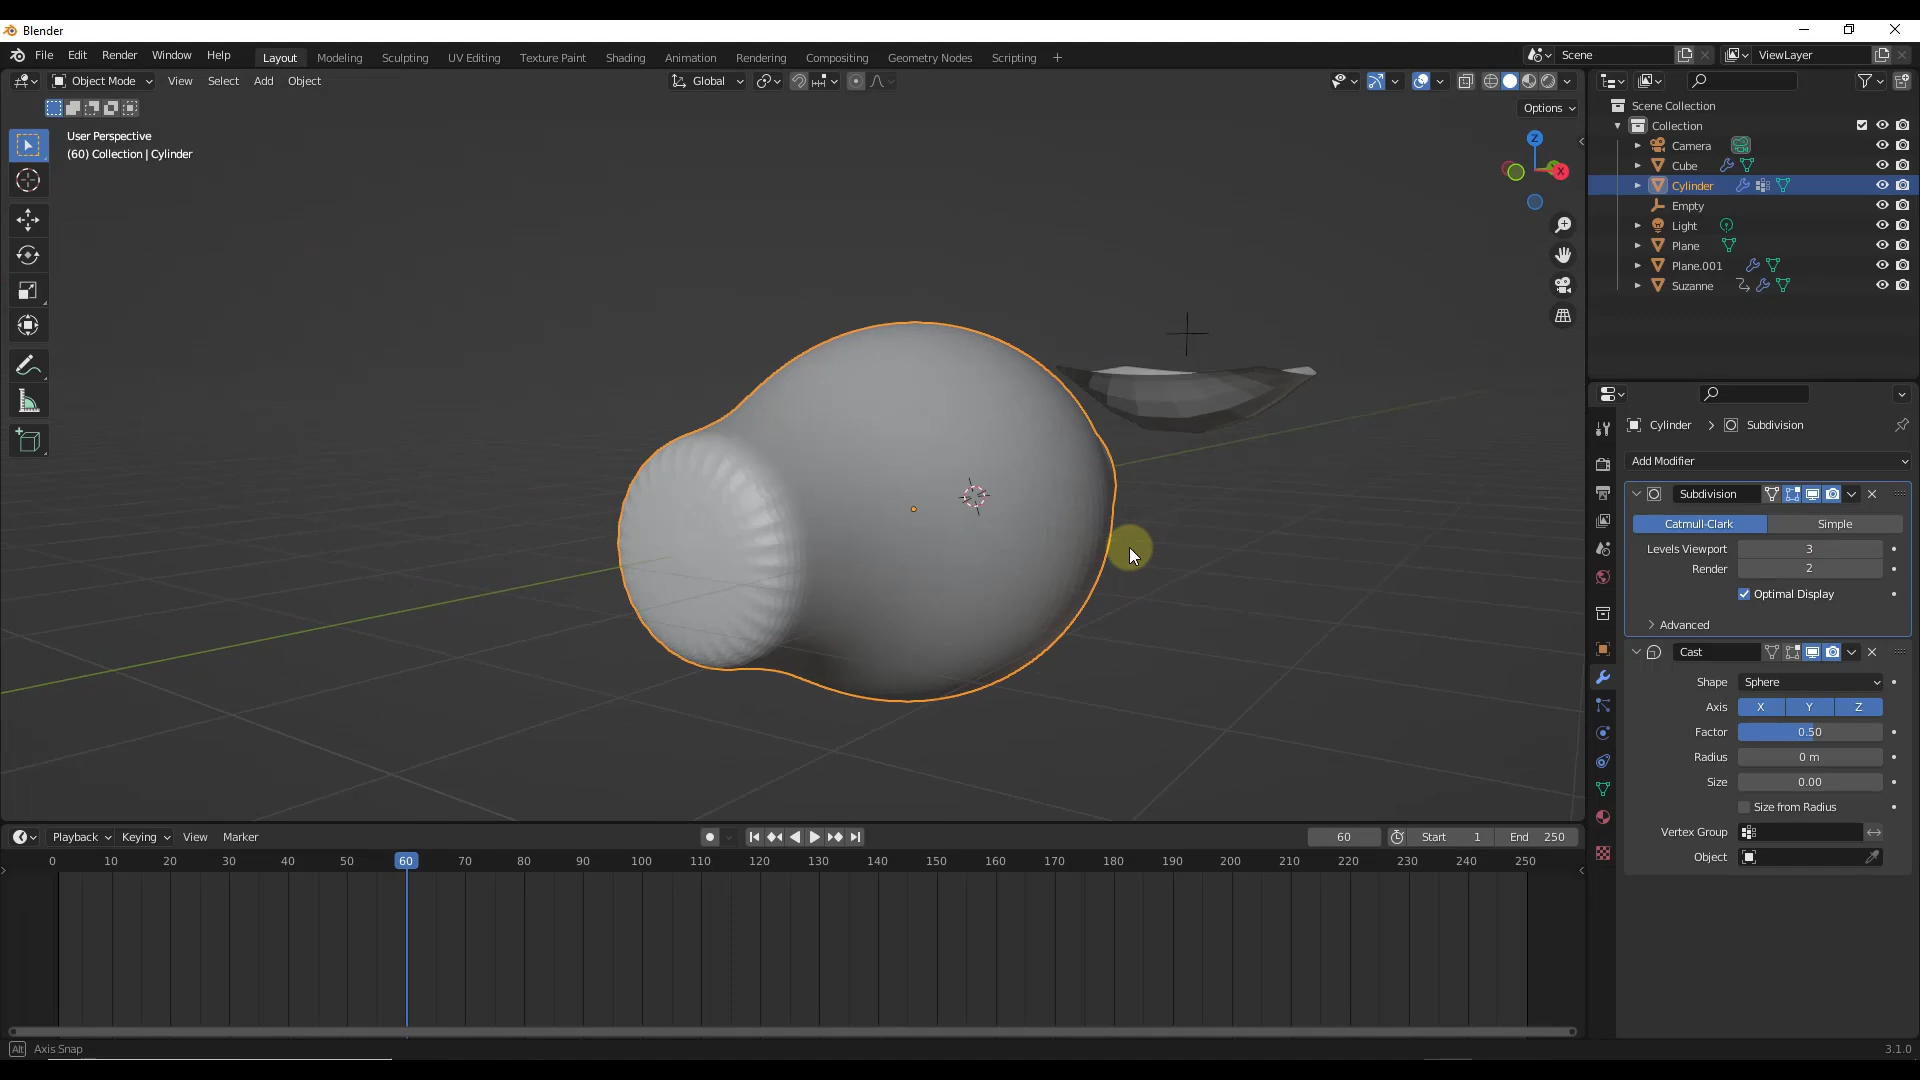 Blender
File Edit Render Window Help Layout Modeling Sculpting UV Editing Texture Paint Shading Animation Rendering Compositing Geometry Nodes Scripting + Scene ViewLayer
Object Mode View Select Add Object Global
Options
User Perspective
(60) Collection | Cylinder
Z
X
Scene Collection
Collection
Camera
Cube
Cylinder
Empty
Light
Plane
Plane.001
Suzanne
Cylinder > Subdivision
Add Modifier
Subdivision
Catmull-Clark Simple
Levels Viewport 3
Render 2
Optimal Display
Advanced
Cast
Shape Sphere
Axis X Y Z
Factor 0.50
Radius 0 m
Size 0.00
Size from Radius
Vertex Group
Object
Playback Keying View Marker 60 Start 1 End 250
0 10 20 30 40 50 60 70 80 90 100 110 120 130 140 150 160 170 180 190 200 210 220 230 240 250
Alt Axis Snap
3.1.0